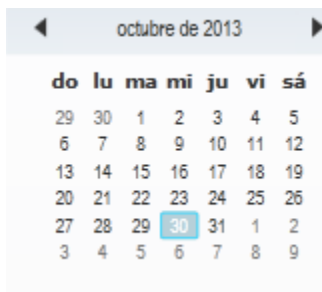 octubre de 2013
do lu ma mi ju vi sá
29 30 1 2 3 4 5
6 7 8 9 10 11 12
13 14 15 16 17 18 19
20 21 22 23 24 25 26
27 28 29 30 31 1 2
3 4 5 6 7 8 9